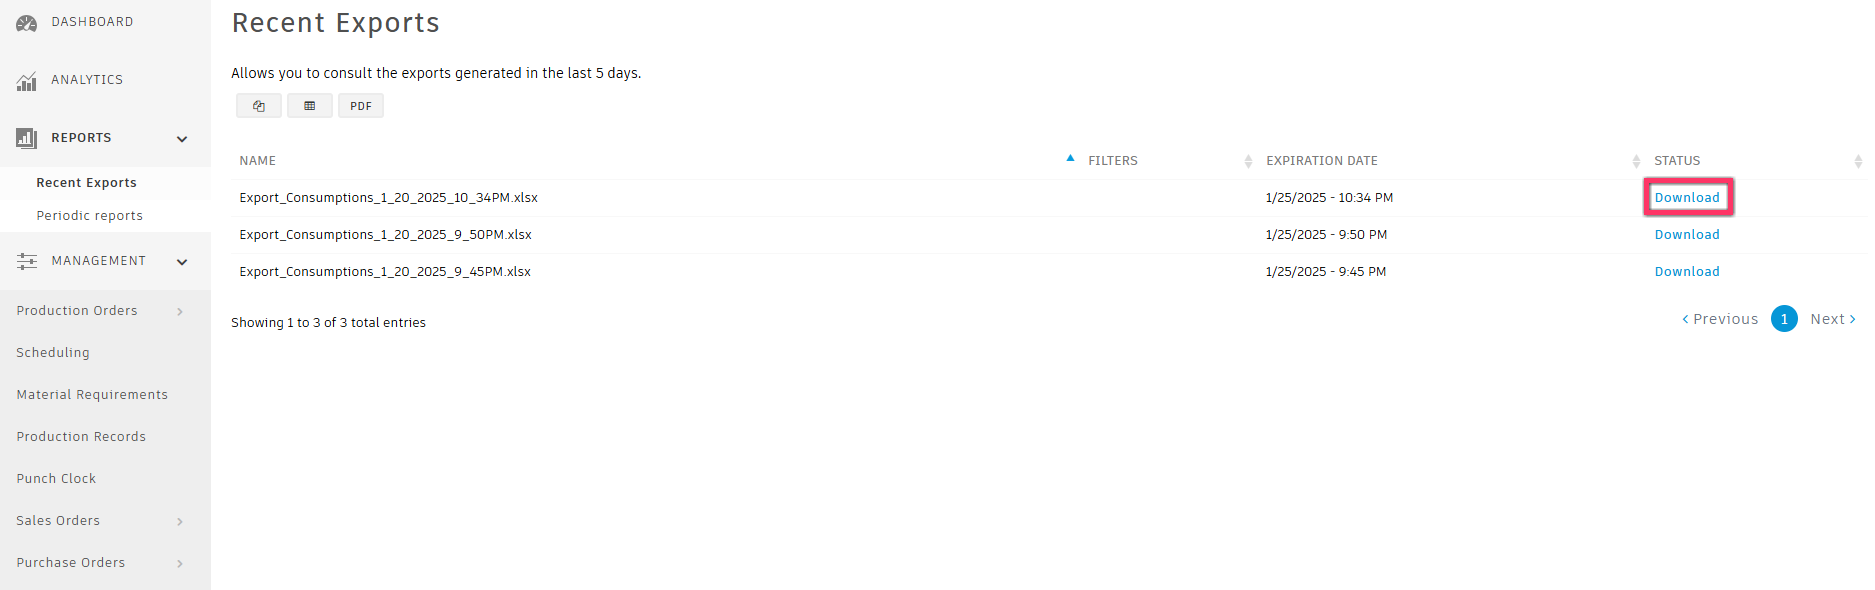 DASHBOARD
ANALYTICS
REPORTS
Recent Exports
Periodic reports
MANAGEMENT
Production Orders
Scheduling
Material Requirements
Production Records
Punch Clock
Sales Orders
Purchase Orders
Recent Exports
Allows you to consult the exports generated in the last 5 days.
PDF
NAME FILTERS EXPIRATION DATE STATUS
Export_Consumptions_1_20_2025_10_34PM.xlsx 1/25/2025 - 10:34 PM Download
Export_Consumptions_1_20_2025_9_50PM.xlsx 1/25/2025 - 9:50 PM Download
Export_Consumptions_1_20_2025_9_45PM.xlsx 1/25/2025 - 9:45 PM Download
Showing 1 to 3 of 3 total entries
Previous 1 Next